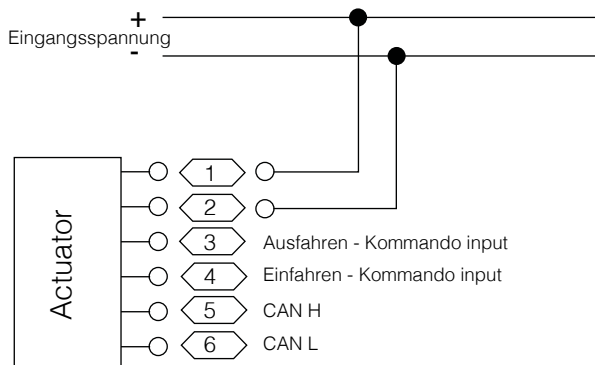 +
Eingangsspannung
-
Actuator
1
2
3 Ausfahren - Kommando input
4 Einfahren - Kommando input
5 CAN H
6 CAN L